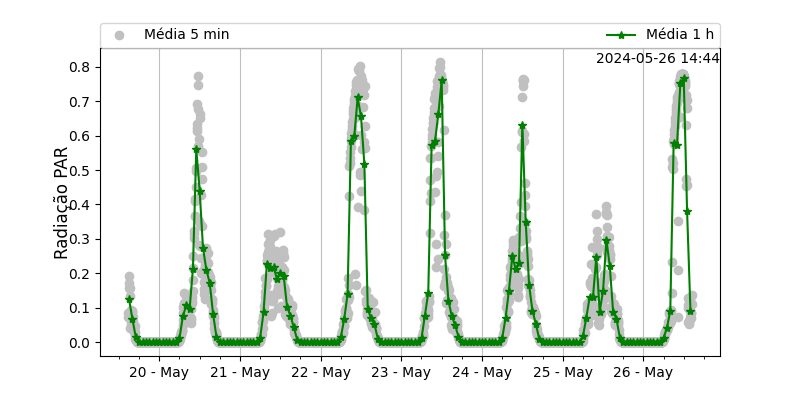 Média 5 min
Média 1 h
2024-05-26 14:44
Radiação PAR
0.8
0.7
0.6
0.5
0.4
0.3
0.2
0.1
0.0
20 - May
21 - May
22 - May
23 - May
24 - May
25 - May
26 - May